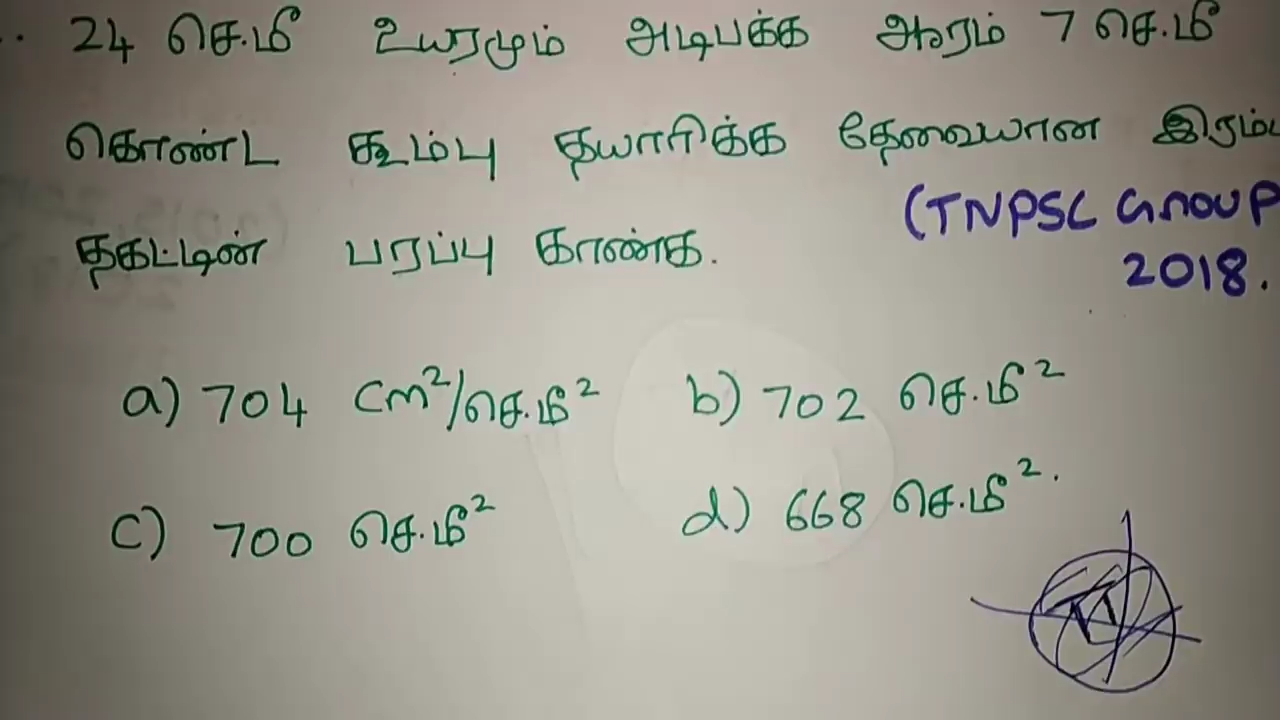 24 செ.மீ உயரமும் அடிபக்க ஆரம் 7 செ.மீ
கொண்ட கூம்பு தயாரிக்க தேவையான
தகட்டின் பரப்பு காண்க.
(TNPSC GROUP
2018.
a) 704 cm²/செ.மீ² b) 702 செ.மீ²
c) 700 செ.மீ² d) 668 செ.மீ².